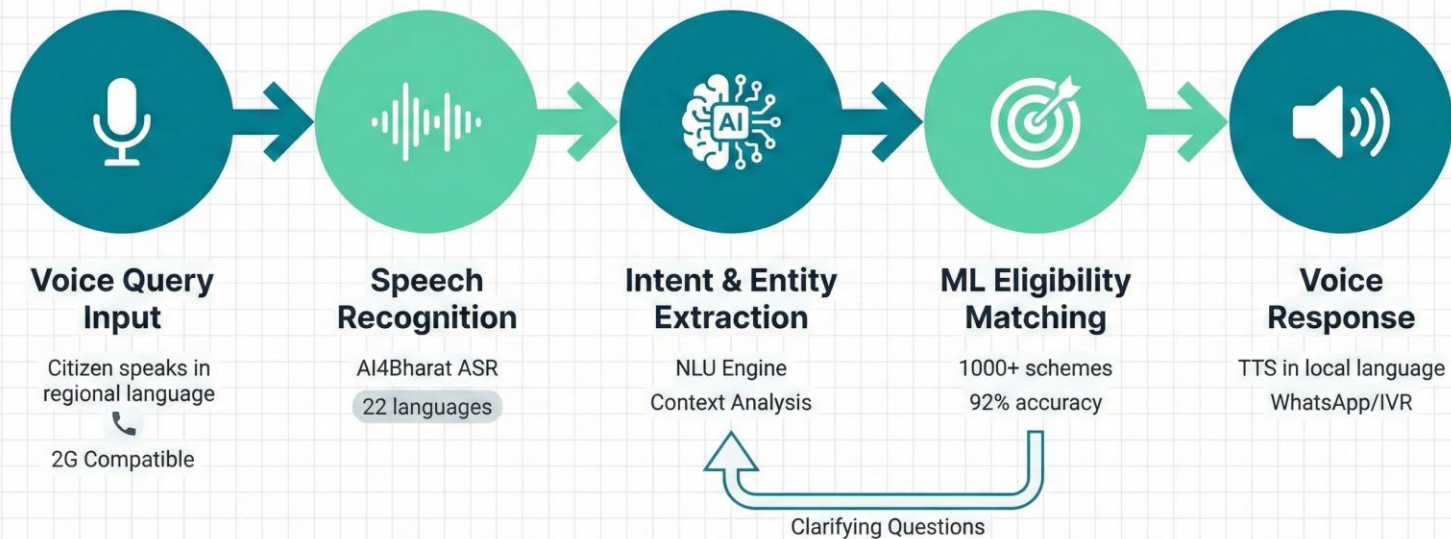 AI
Voice Query
Input
Citizen speaks in
regional language
2G Compatible
Speech
Recognition
AI4Bharat ASR
22 languages
Intent & Entity
Extraction
NLU Engine
Context Analysis
ML Eligibility
Matching
1000+ schemes
92% accuracy
Voice
Response
TTS in local language
WhatsApp/IVR
Clarifying Questions